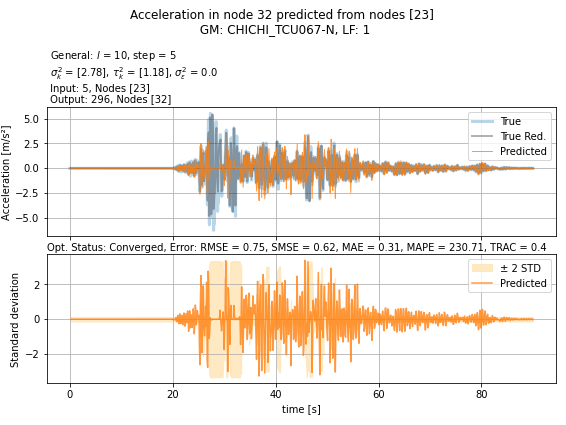 Acceleration in node 32 predicted from nodes [23]
GM: CHICHI_TCU067-N, LF: 1
General: l = 10, step = 5
σ²ₖ = [2.78], τ²ₖ = [1.18], σ²ε = 0.0
Input: 5, Nodes [23]
Output: 296, Nodes [32]
Acceleration [m/s²]
5.0
2.5
0.0
−2.5
−5.0
True
True Red.
Predicted
Opt. Status: Converged, Error: RMSE = 0.75, SMSE = 0.62, MAE = 0.31, MAPE = 230.71, TRAC = 0.4
Standard deviation
2
0
−2
± 2 STD
Predicted
0
20
40
60
80
time [s]